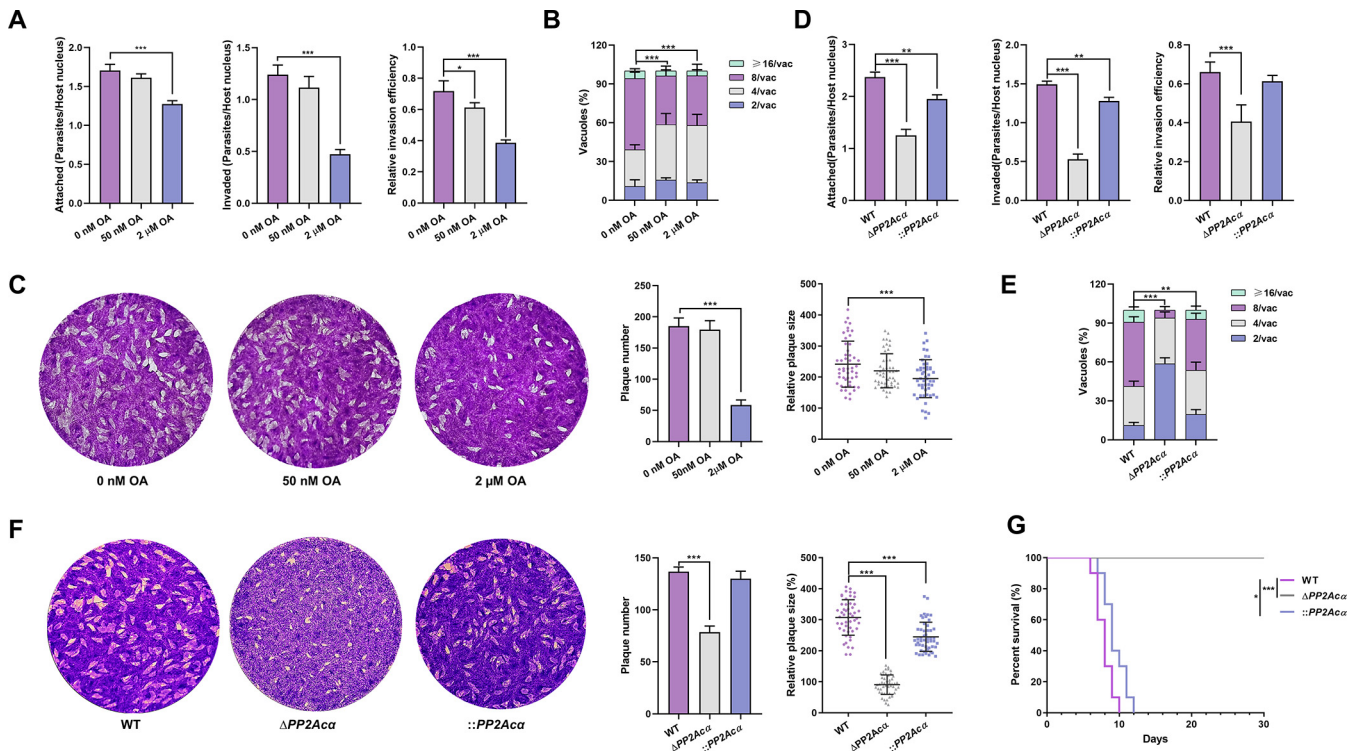 A
Attached(Parasites/Host nucleus)
2.0
1.5
1.0
0.5
0.0
***
0 nM OA
50 nM OA
2 μM OA
Invaded (Parasites/Host nucleus)
2.0
1.5
1.0
0.5
0.0
***
0 nM OA
50 nM OA
2 μM OA
Relative invasion efficiency
1.0
0.8
0.6
0.4
0.2
0.0
***
*
0 nM OA
50 nM OA
2 μM OA
B
Vacuoles (%)
120
90
60
30
0
***
***
0 nM OA
50 nM OA
2 μM OA
⩾16/vac
8/vac
4/vac
2/vac
D
Attached(Parasites/Host nucleus)
3
2
1
0
**
***
WT
ΔPP2Acα
::PP2Acα
Invaded(Parasites/Host nucleus)
2.0
1.5
1.0
0.5
0.0
**
***
WT
ΔPP2Acα
::PP2Acα
Relative invasion efficiency
0.8
0.6
0.4
0.2
0.0
***
WT
ΔPP2Acα
::PP2Acα
C
0 nM OA
50 nM OA
2 μM OA
Plaque number
250
200
150
100
50
0
***
0 nM OA
50nM OA
2μM OA
Relative plaque size
500
400
300
200
100
0
***
0 nM OA
50 nM OA
2 μM OA
E
Vacuoles (%)
120
90
60
30
0
**
***
WT
ΔPP2Acα
::PP2Acα
⩾16/vac
8/vac
4/vac
2/vac
F
WT
ΔPP2Acα
::PP2Acα
Plaque number
150
100
50
0
***
WT
ΔPP2Acα
::PP2Acα
Relative plaque size (%)
500
400
300
200
100
0
***
***
WT
ΔPP2Acα
::PP2Acα
G
Percent survival (%)
100
80
60
40
20
0
0
10
20
30
Days
*
***
WT
ΔPP2Acα
::PP2Acα